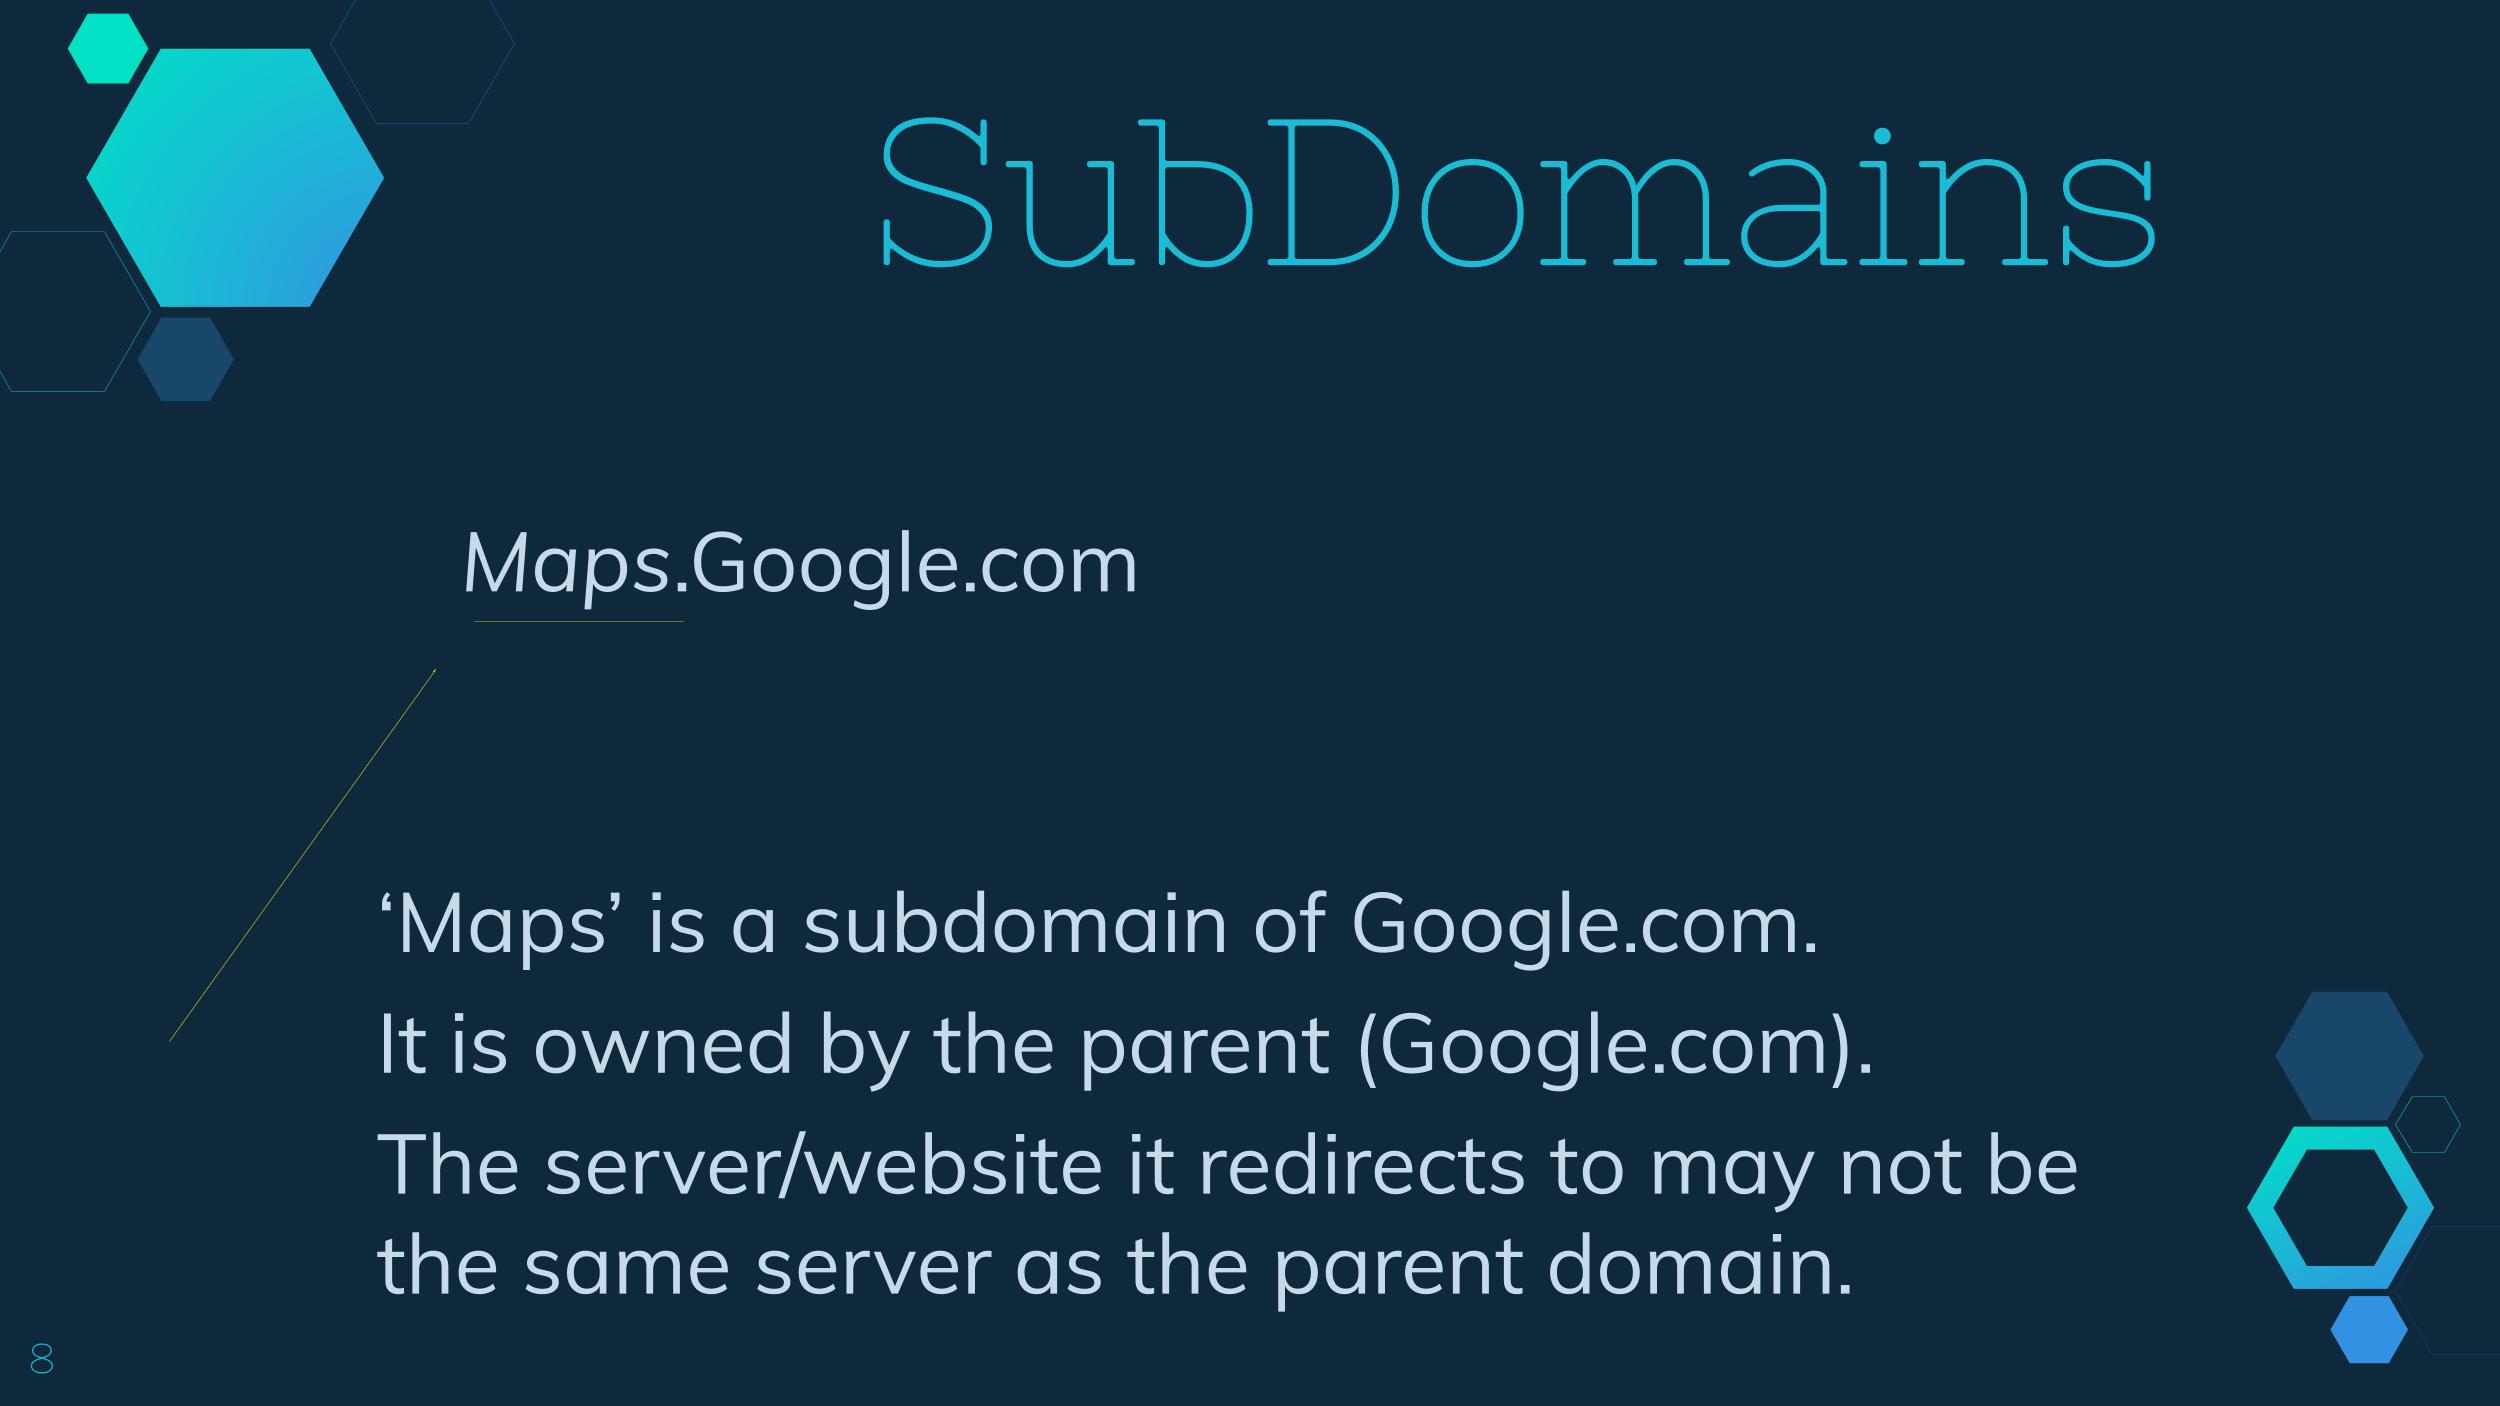 SubDomains
Maps.Google.com
‘Maps’ is a subdomain of Google.com.
It is owned by the parent (Google.com).
The server/website it redirects to may not be
the same server as the parent domain.
8